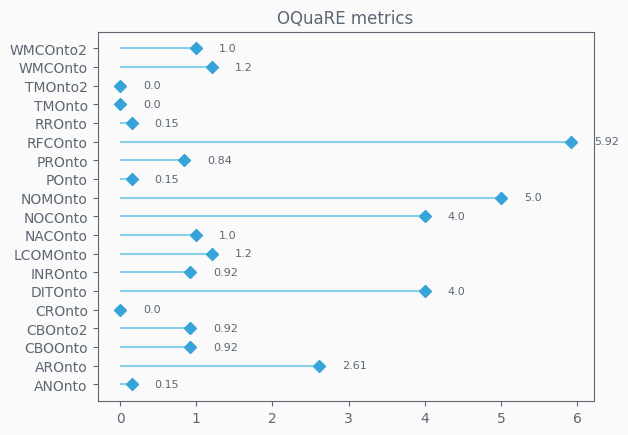 OQuaRE metrics
WMCOnto2 1.0
WMCOnto 1.2
TMOnto2 0.0
TMOnto 0.0
RROnto 0.15
RFCOnto 5.92
PROnto 0.84
POnto 0.15
NOMOnto 5.0
NOCOnto 4.0
NACOnto 1.0
LCOMOnto 1.2
INROnto 0.92
DITOnto 4.0
CROnto 0.0
CBOnto2 0.92
CBOOnto 0.92
AROnto 2.61
ANOnto 0.15
0 1 2 3 4 5 6